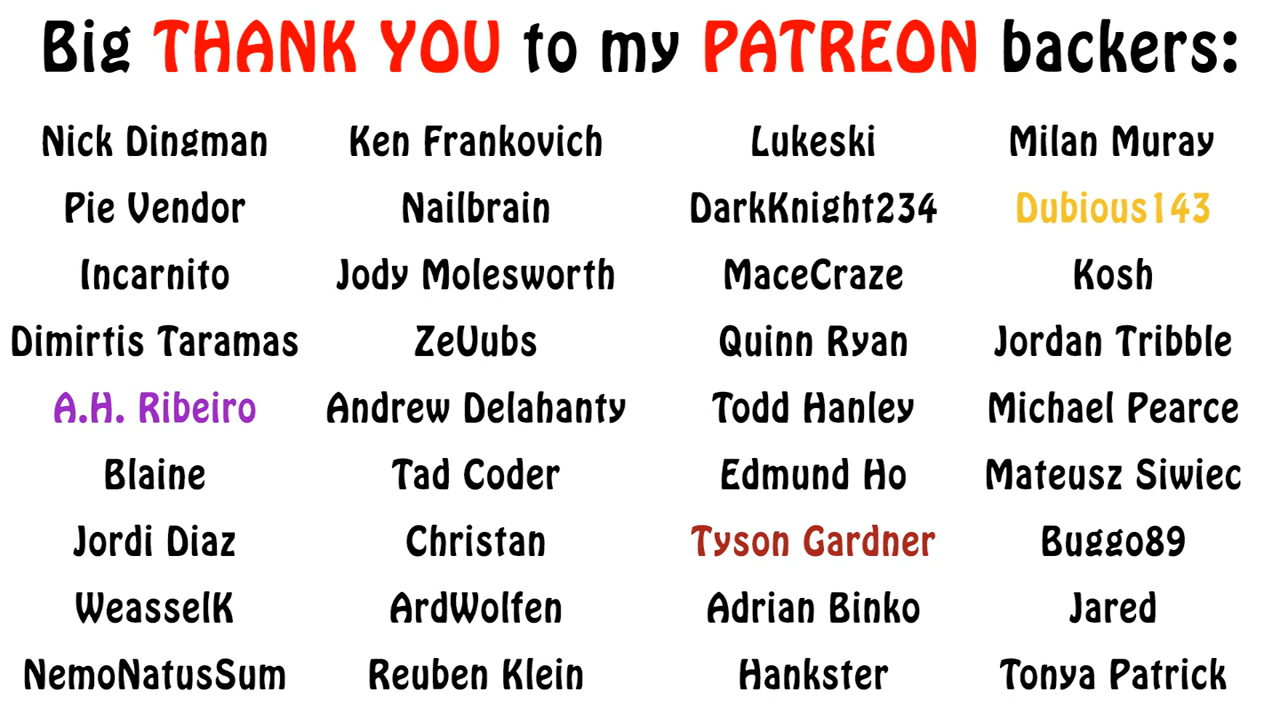 Big THANK YOU to my PATREON backers:
Nick Dingman Ken Frankovich Lukeski Milan Muray
Pie Vendor Nailbrain DarkKnight234 Dubious143
Incarnito Jody Molesworth MaceCraze Kosh
Dimirtis Taramas ZeVubs Quinn Ryan Jordan Tribble
A.H. Ribeiro Andrew Delahanty Todd Hanley Michael Pearce
Blaine Tad Coder Edmund Ho Mateusz Siwiec
Jordi Diaz Christan Tyson Gardner Buggo89
WeasselK ArdWolfen Adrian Binko Jared
NemoNatusSum Reuben Klein Hankster Tonya Patrick